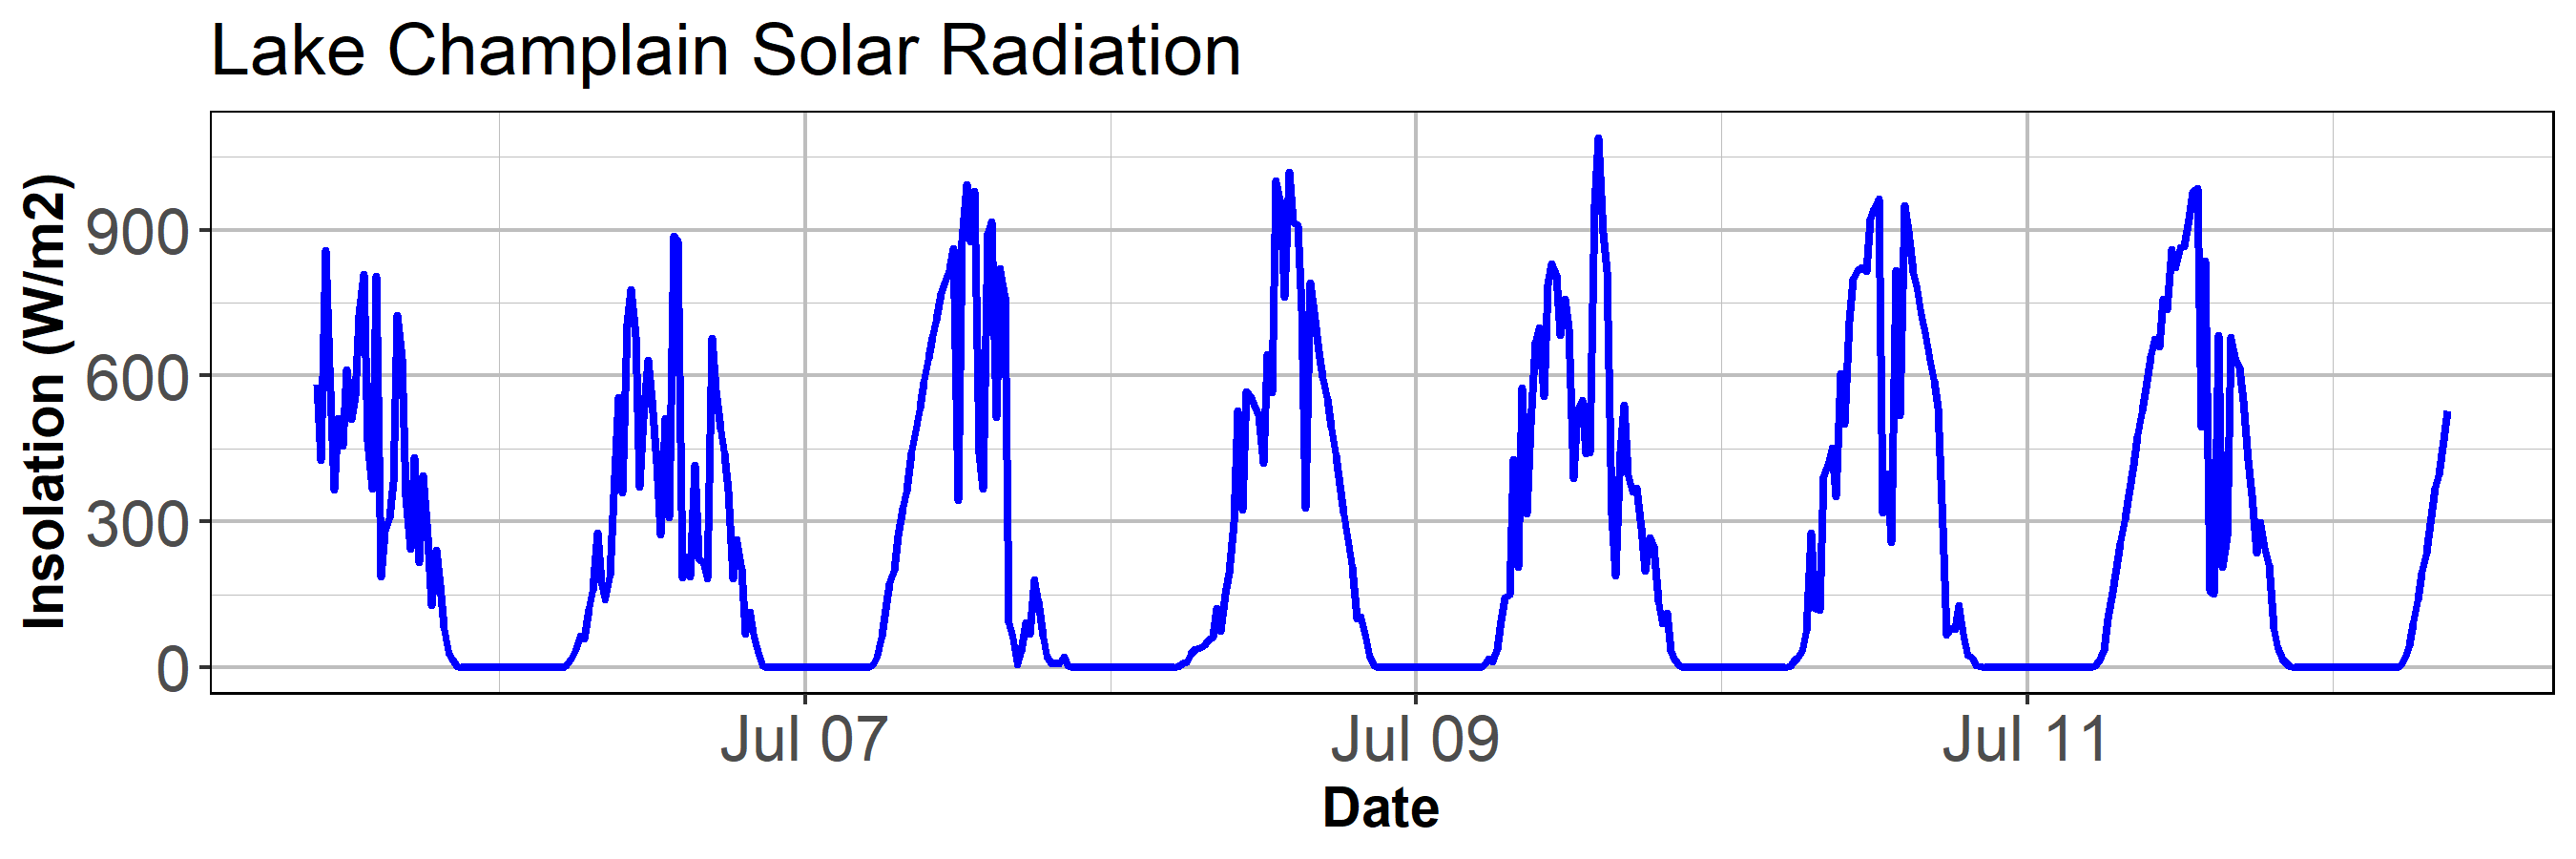 Lake Champlain Solar Radiation
Insolation (W/m2)
900
600
300
0
Jul 07
Jul 09
Jul 11
Date